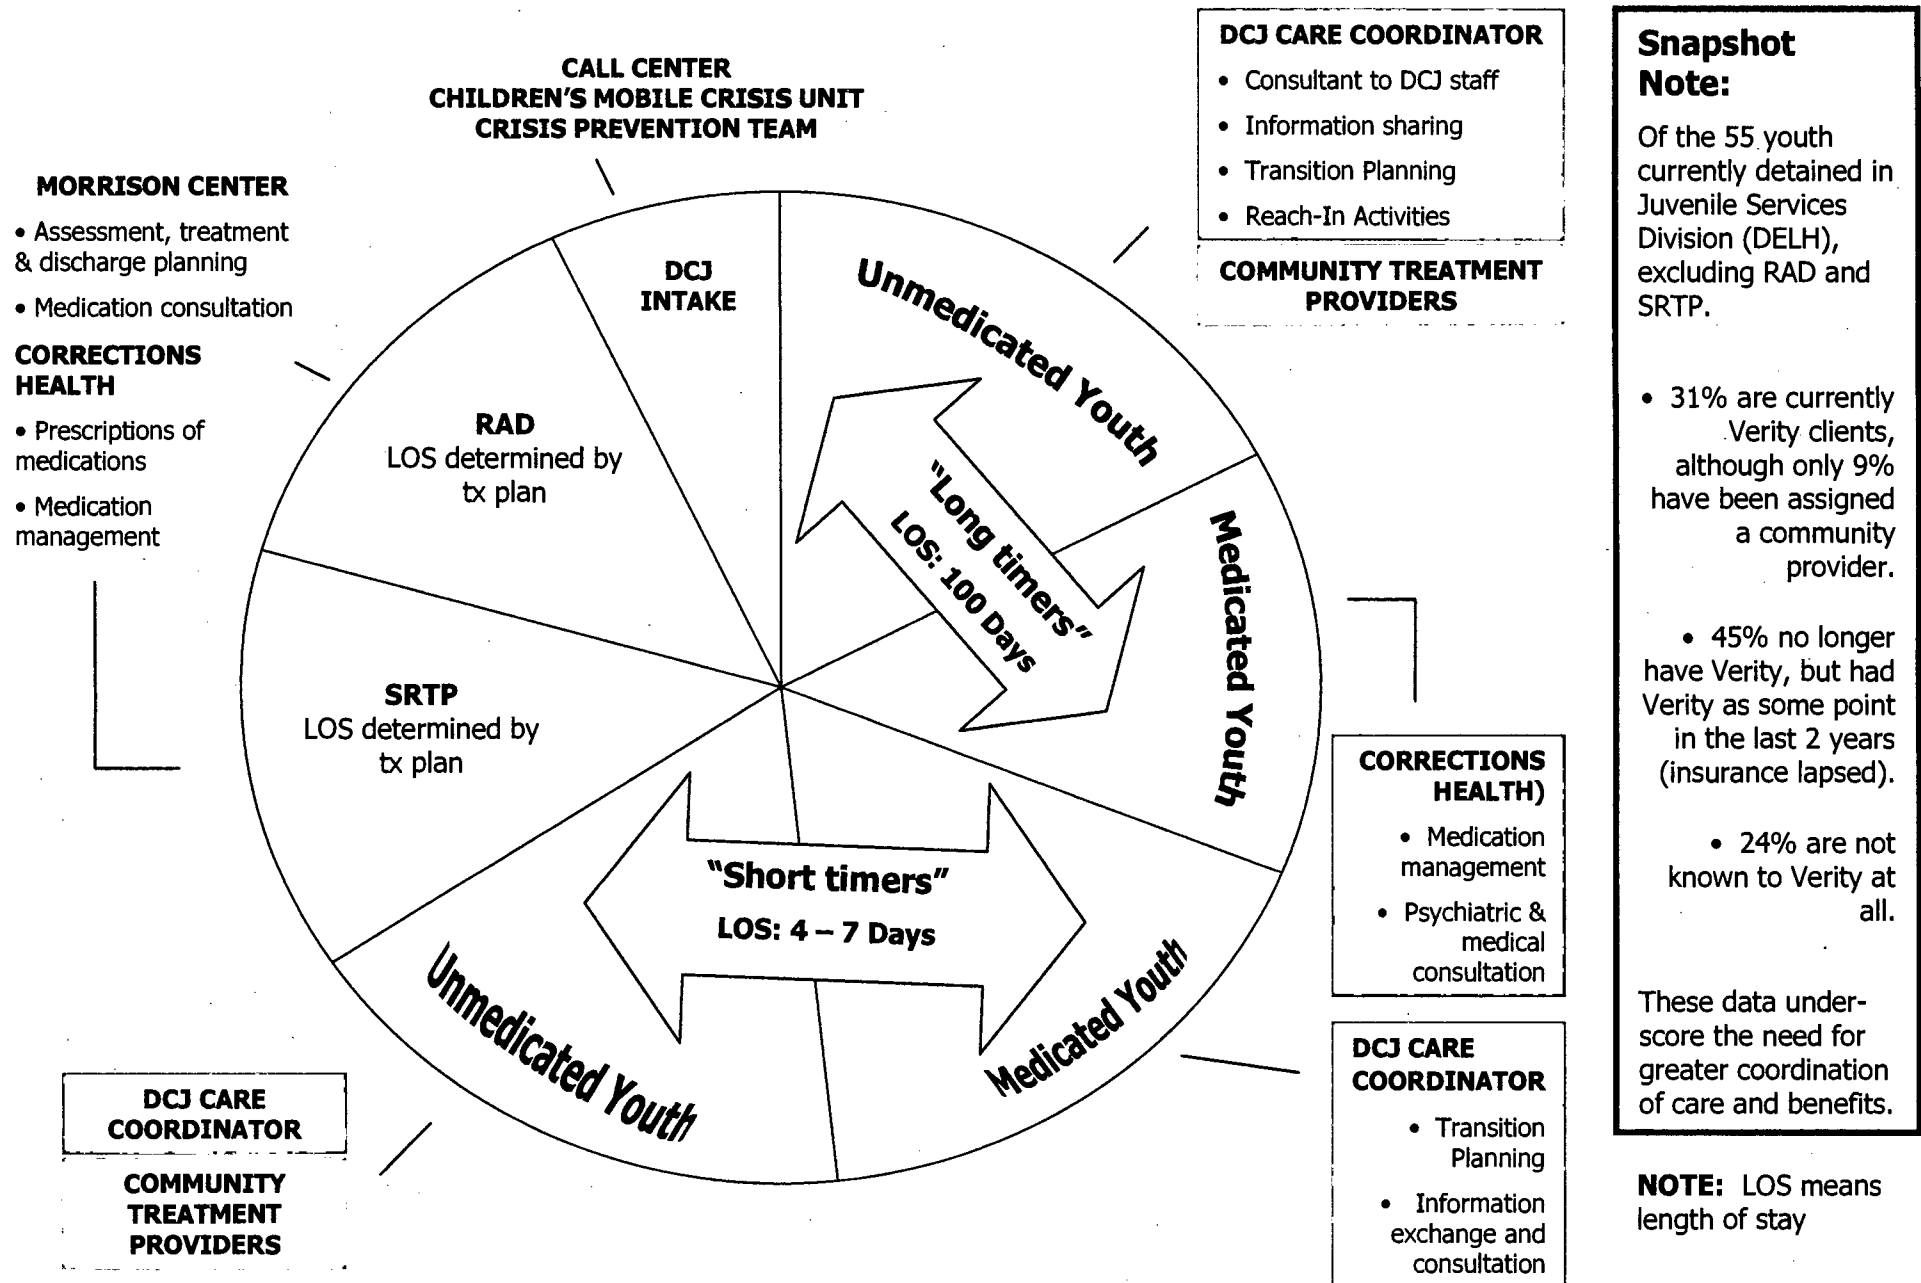 CALL CENTER
CHILDREN'S MOBILE CRISIS UNIT
CRISIS PREVENTION TEAM
MORRISON CENTER
• Assessment, treatment
& discharge planning
• Medication consultation
CORRECTIONS
HEALTH
• Prescriptions of
medications
• Medication
management
DCJ
INTAKE
RAD
LOS determined by
tx plan
SRTP
LOS determined by
tx plan
Unmedicated Youth
"Long timers"
LOS: 100 Days
Medicated Youth
"Short timers"
LOS: 4 – 7 Days
Unmedicated Youth
Medicated Youth
DCJ CARE COORDINATOR
• Consultant to DCJ staff
• Information sharing
• Transition Planning
• Reach-In Activities
COMMUNITY TREATMENT
PROVIDERS
CORRECTIONS
HEALTH)
• Medication
management
• Psychiatric &
medical
consultation
DCJ CARE
COORDINATOR
• Transition
Planning
• Information
exchange and
consultation
DCJ CARE
COORDINATOR
COMMUNITY
TREATMENT
PROVIDERS
Snapshot
Note:
Of the 55 youth
currently detained in
Juvenile Services
Division (DELH),
excluding RAD and
SRTP.
• 31% are currently
Verity clients,
although only 9%
have been assigned
a community
provider.
• 45% no longer
have Verity, but had
Verity as some point
in the last 2 years
(insurance lapsed).
• 24% are not
known to Verity at
all.
These data under-
score the need for
greater coordination
of care and benefits.
NOTE: LOS means
length of stay